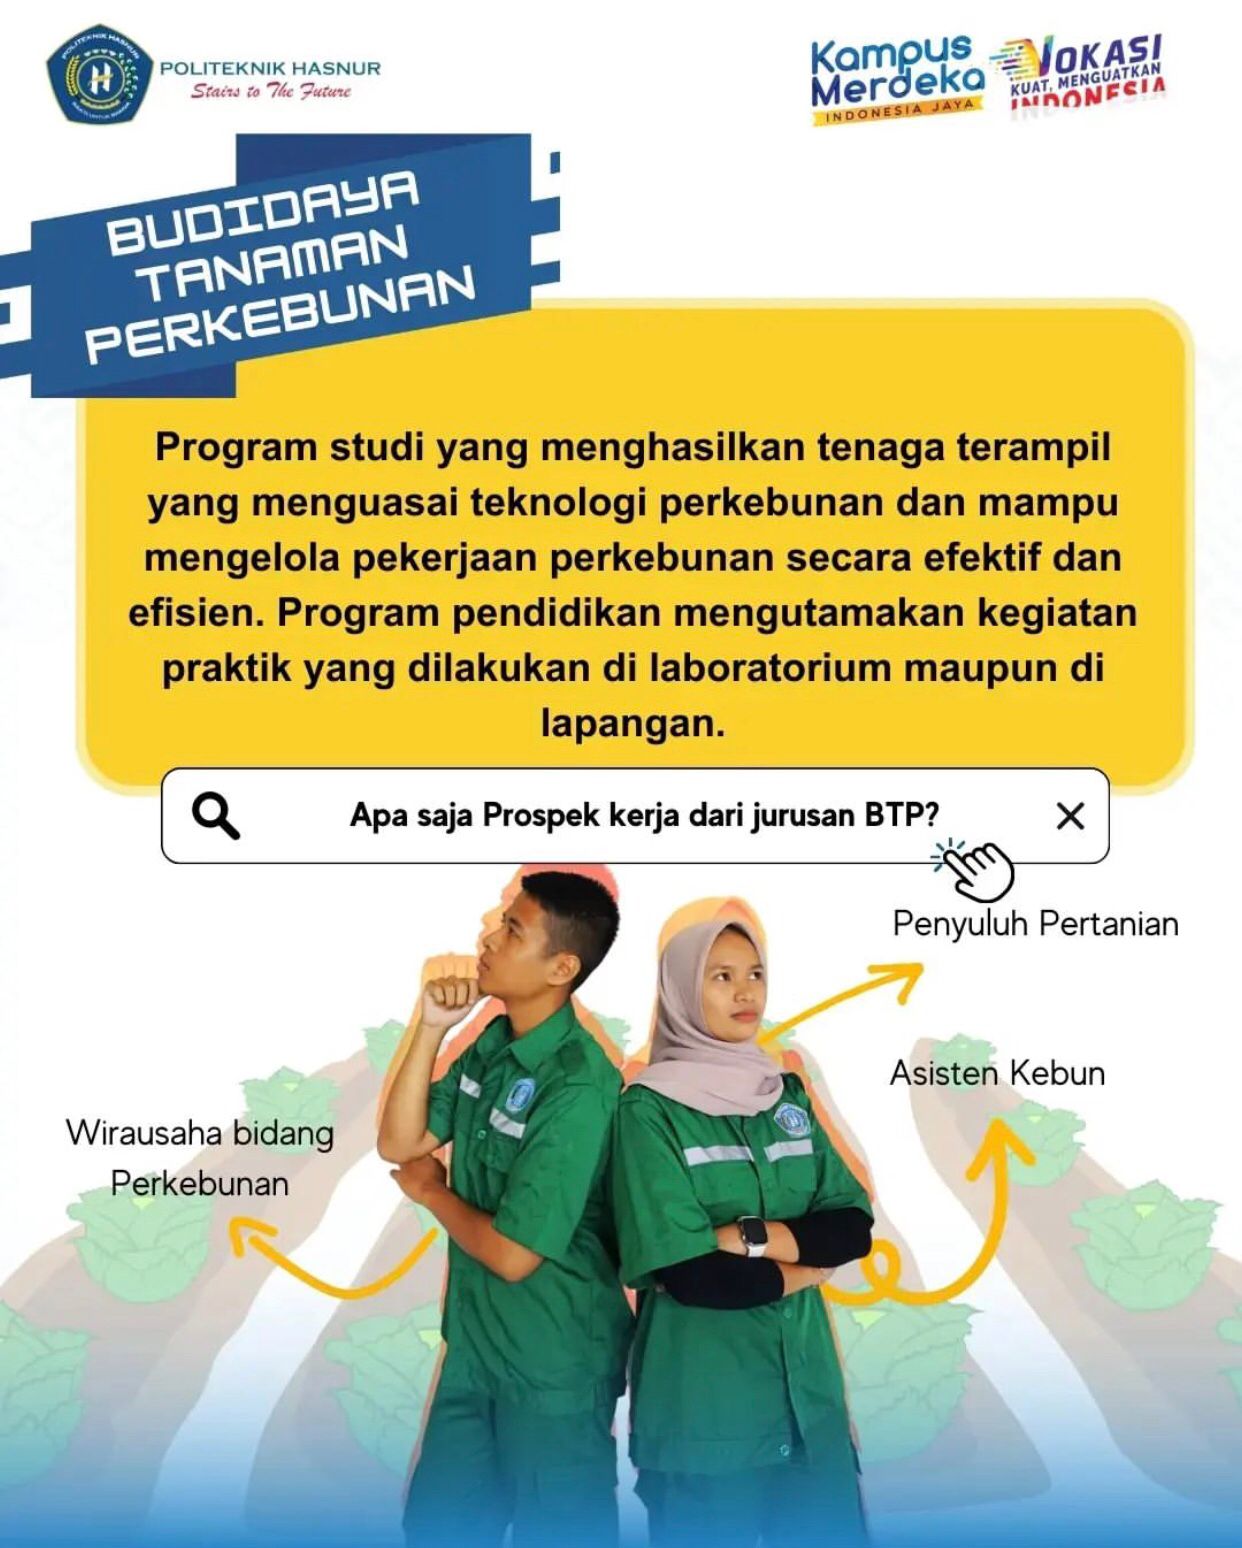 POLITEKNIK HASNUR
Stairs to The Future
Kampus
Merdeka
INDONESIA JAYA
VOKASI
KUAT, MENGUATKAN
INDONESIA
BUDIDAYA
TANAMAN
PERKEBUNAN
Program studi yang menghasilkan tenaga terampil
yang menguasai teknologi perkebunan dan mampu
mengelola pekerjaan perkebunan secara efektif dan
efisien. Program pendidikan mengutamakan kegiatan
praktik yang dilakukan di laboratorium maupun di
lapangan.
Apa saja Prospek kerja dari jurusan BTP?
Penyuluh Pertanian
Asisten Kebun
Wirausaha bidang
Perkebunan